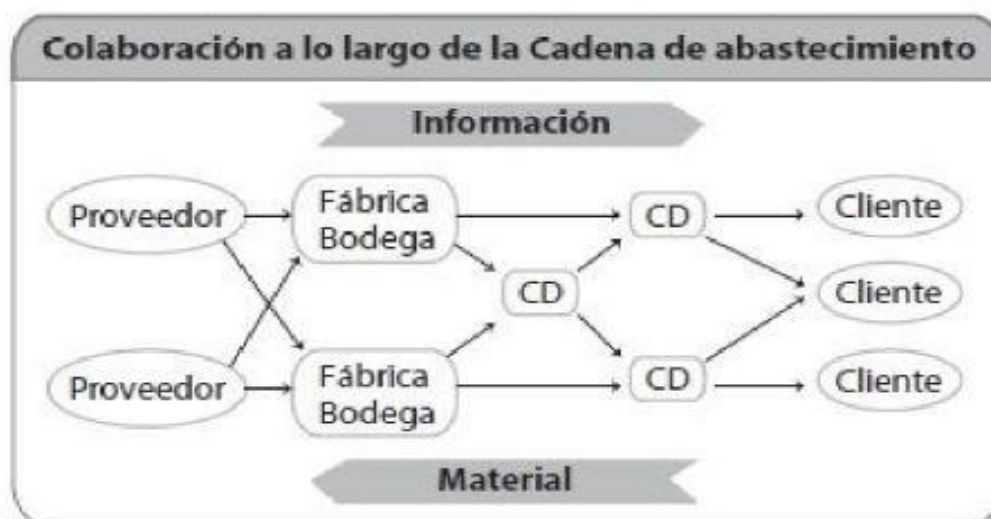 Colaboración a lo largo de la Cadena de abastecimiento
Información
Proveedor
Fábrica
Bodega
CD
Cliente
CD
Cliente
Proveedor
Fábrica
Bodega
CD
Cliente
Material